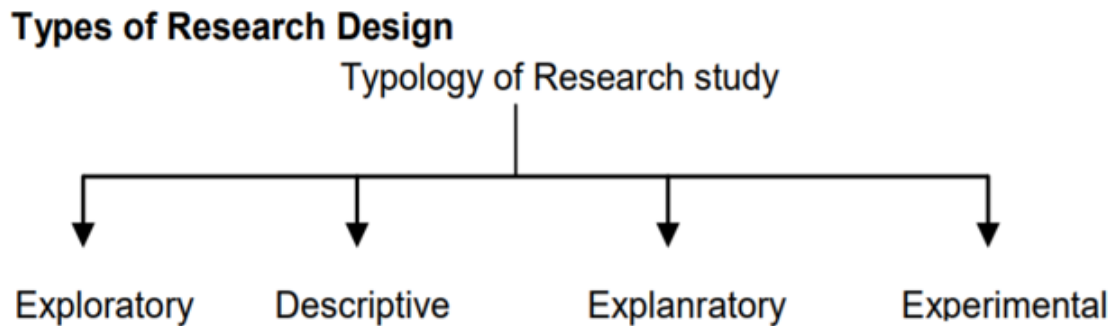 Types of Research Design
Typology of Research study
Exploratory Descriptive Explanratory Experimental